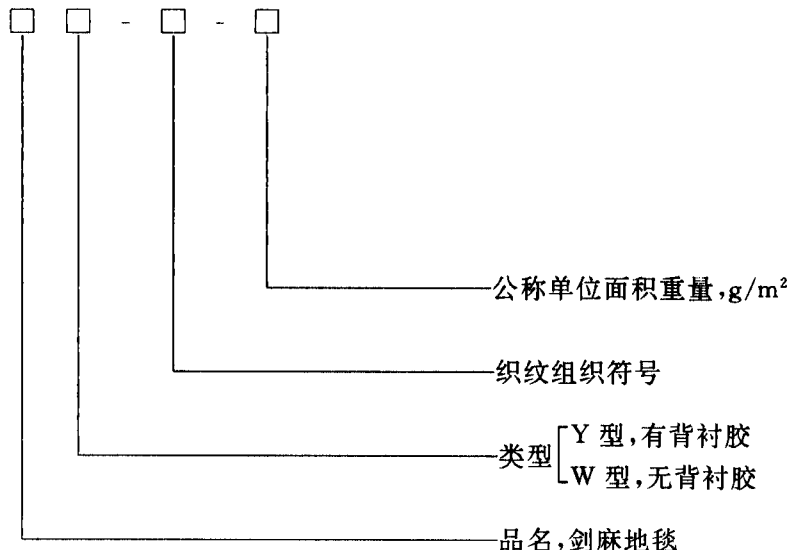 □ □ - □ - □
公称单位面积重量,g/m²
织纹组织符号
类型
Y 型,有背衬胶
W 型,无背衬胶
品名,剑麻地毯